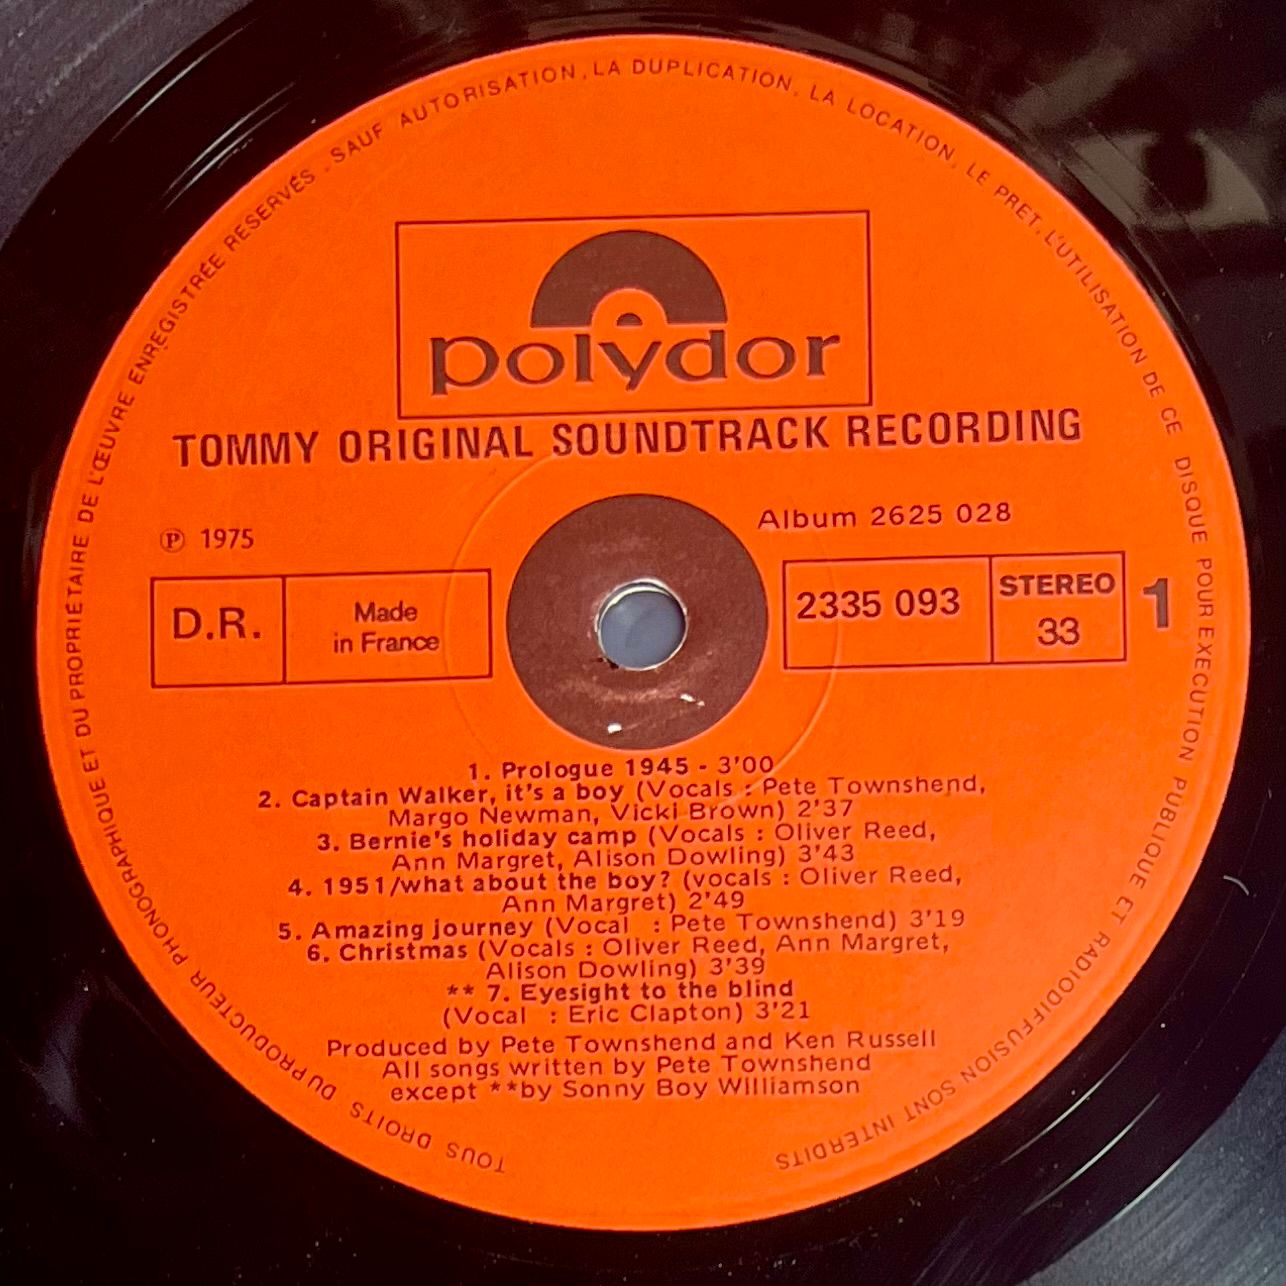 TOUS DROITS DU PRODUCTEUR PHONOGRAPHIQUE ET DU PROPRIÉTAIRE DE L'ŒUVRE ENREGISTRÉE RÉSERVÉS . SAUF AUTORISATION, LA DUPLICATION, LA LOCATION, LE PRET, L'UTILISATION DE CE DISQUE POUR EXECUTION PUBLIQUE ET RADIODIFFUSION SONT INTERDITS
polydor
TOMMY ORIGINAL SOUNDTRACK RECORDING
Album 2625 028
℗ 1975
D.R.
Made
in France
2335 093
STEREO
33
1
1. Prologue 1945 - 3'00
2. Captain Walker, it's a boy (Vocals : Pete Townshend,
Margo Newman, Vicki Brown) 2'37
3. Bernie's holiday camp (Vocals : Oliver Reed,
Ann Margret, Alison Dowling) 3'43
4. 1951/what about the boy? (vocals : Oliver Reed,
Ann Margret) 2'49
5. Amazing journey (Vocal : Pete Townshend) 3'19
6. Christmas (Vocals : Oliver Reed, Ann Margret,
Alison Dowling) 3'39
** 7. Eyesight to the blind
(Vocal : Eric Clapton) 3'21
Produced by Pete Townshend and Ken Russell
All songs written by Pete Townshend
except **by Sonny Boy Williamson